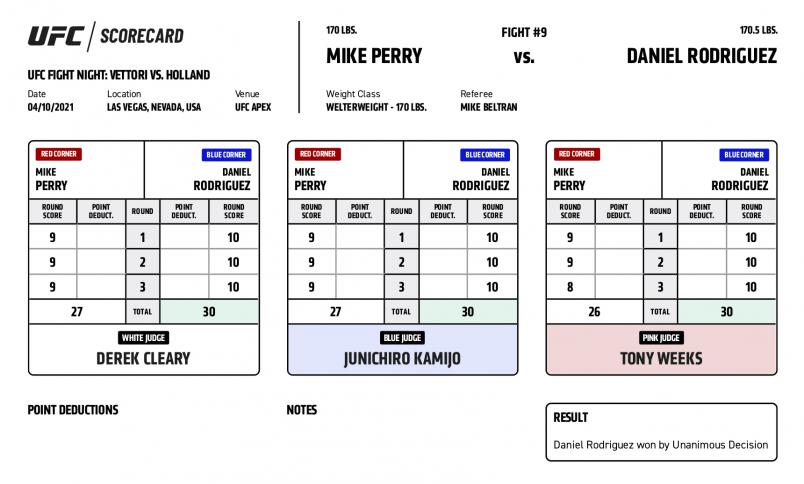 UFC / SCORECARD
UFC FIGHT NIGHT: VETTORI VS. HOLLAND
Date Location Venue
04/10/2021 LAS VEGAS, NEVADA, USA UFC APEX
170 LBS. FIGHT #9 170.5 LBS.
MIKE PERRY VS. DANIEL RODRIGUEZ
Weight Class Referee
WELTERWEIGHT - 170 LBS. MIKE BELTRAN
RED CORNER BLUE CORNER
MIKE DANIEL
PERRY RODRIGUEZ
ROUND SCORE POINT DEDUCT. ROUND POINT DEDUCT. ROUND SCORE
9 1 10
9 2 10
9 3 10
27 TOTAL 30
WHITE JUDGE
DEREK CLEARY
RED CORNER BLUE CORNER
MIKE DANIEL
PERRY RODRIGUEZ
ROUND SCORE POINT DEDUCT. ROUND POINT DEDUCT. ROUND SCORE
9 1 10
9 2 10
9 3 10
27 TOTAL 30
BLUE JUDGE
JUNICHIRO KAMIJO
RED CORNER BLUE CORNER
MIKE DANIEL
PERRY RODRIGUEZ
ROUND SCORE POINT DEDUCT. ROUND POINT DEDUCT. ROUND SCORE
9 1 10
9 2 10
8 3 10
26 TOTAL 30
PINK JUDGE
TONY WEEKS
POINT DEDUCTIONS
NOTES
RESULT
Daniel Rodriguez won by Unanimous Decision